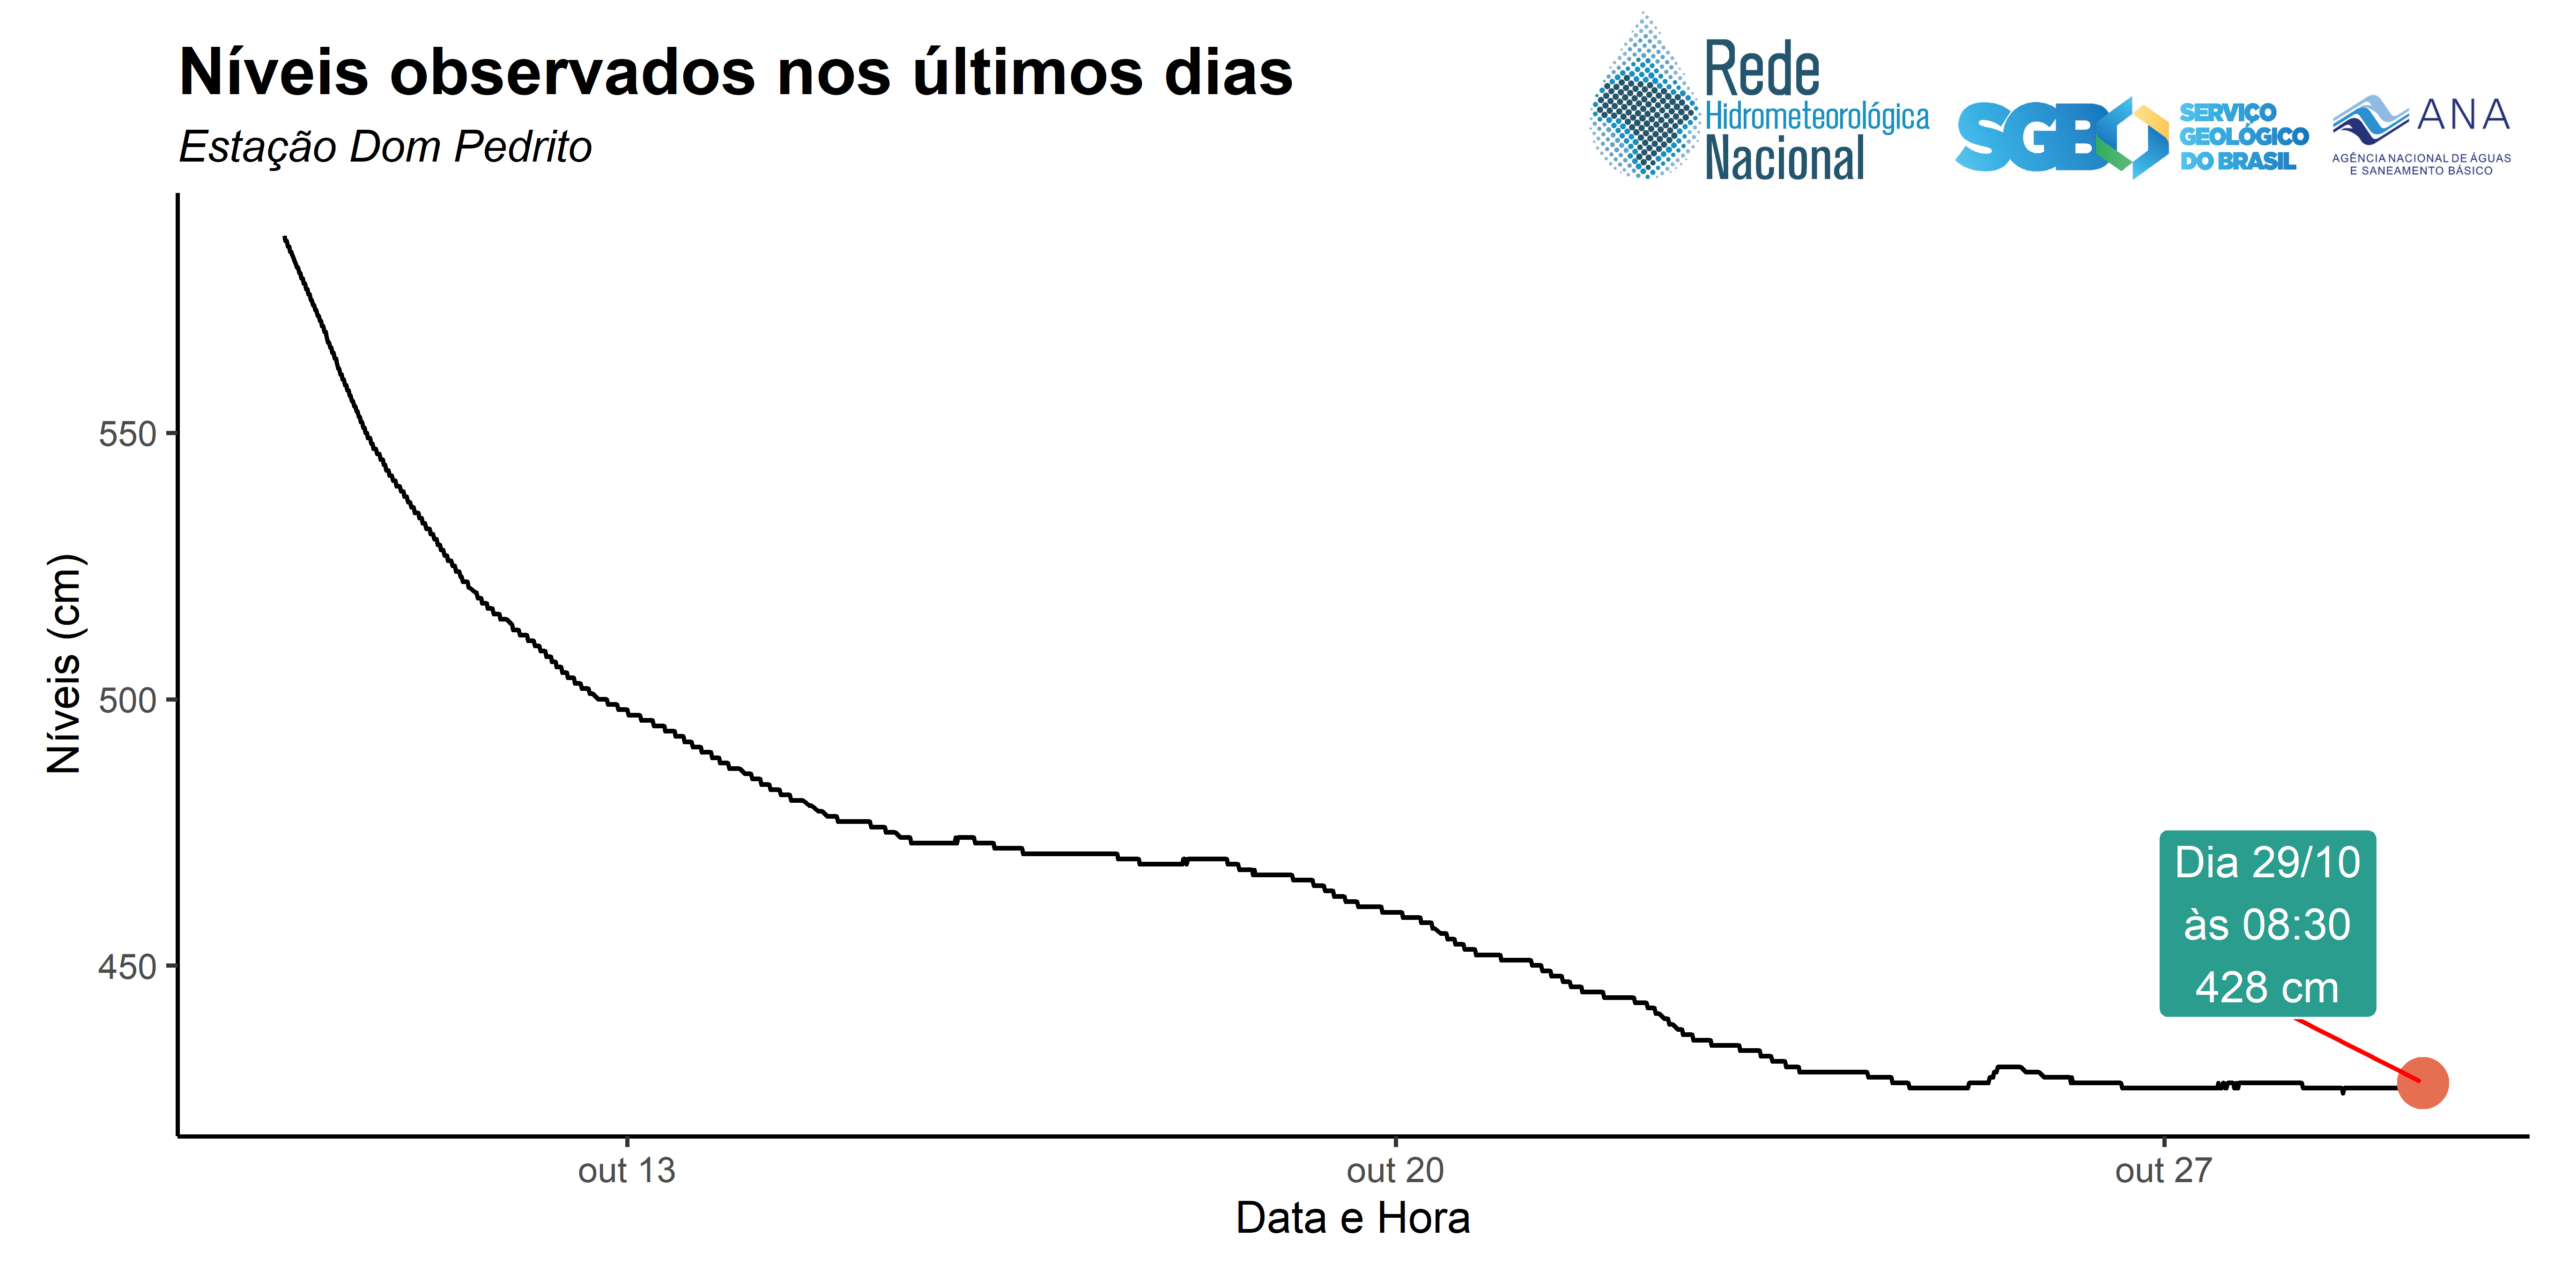 Níveis observados nos últimos dias
Estação Dom Pedrito
Rede
Hidrometeorológica
Nacional
SGB
SERVIÇO
GEOLÓGICO
DO BRASIL
ANA
AGÊNCIA NACIONAL DE ÁGUAS
E SANEAMENTO BÁSICO
Níveis (cm)
550
500
450
Dia 29/10
às 08:30
428 cm
out 13
out 20
out 27
Data e Hora